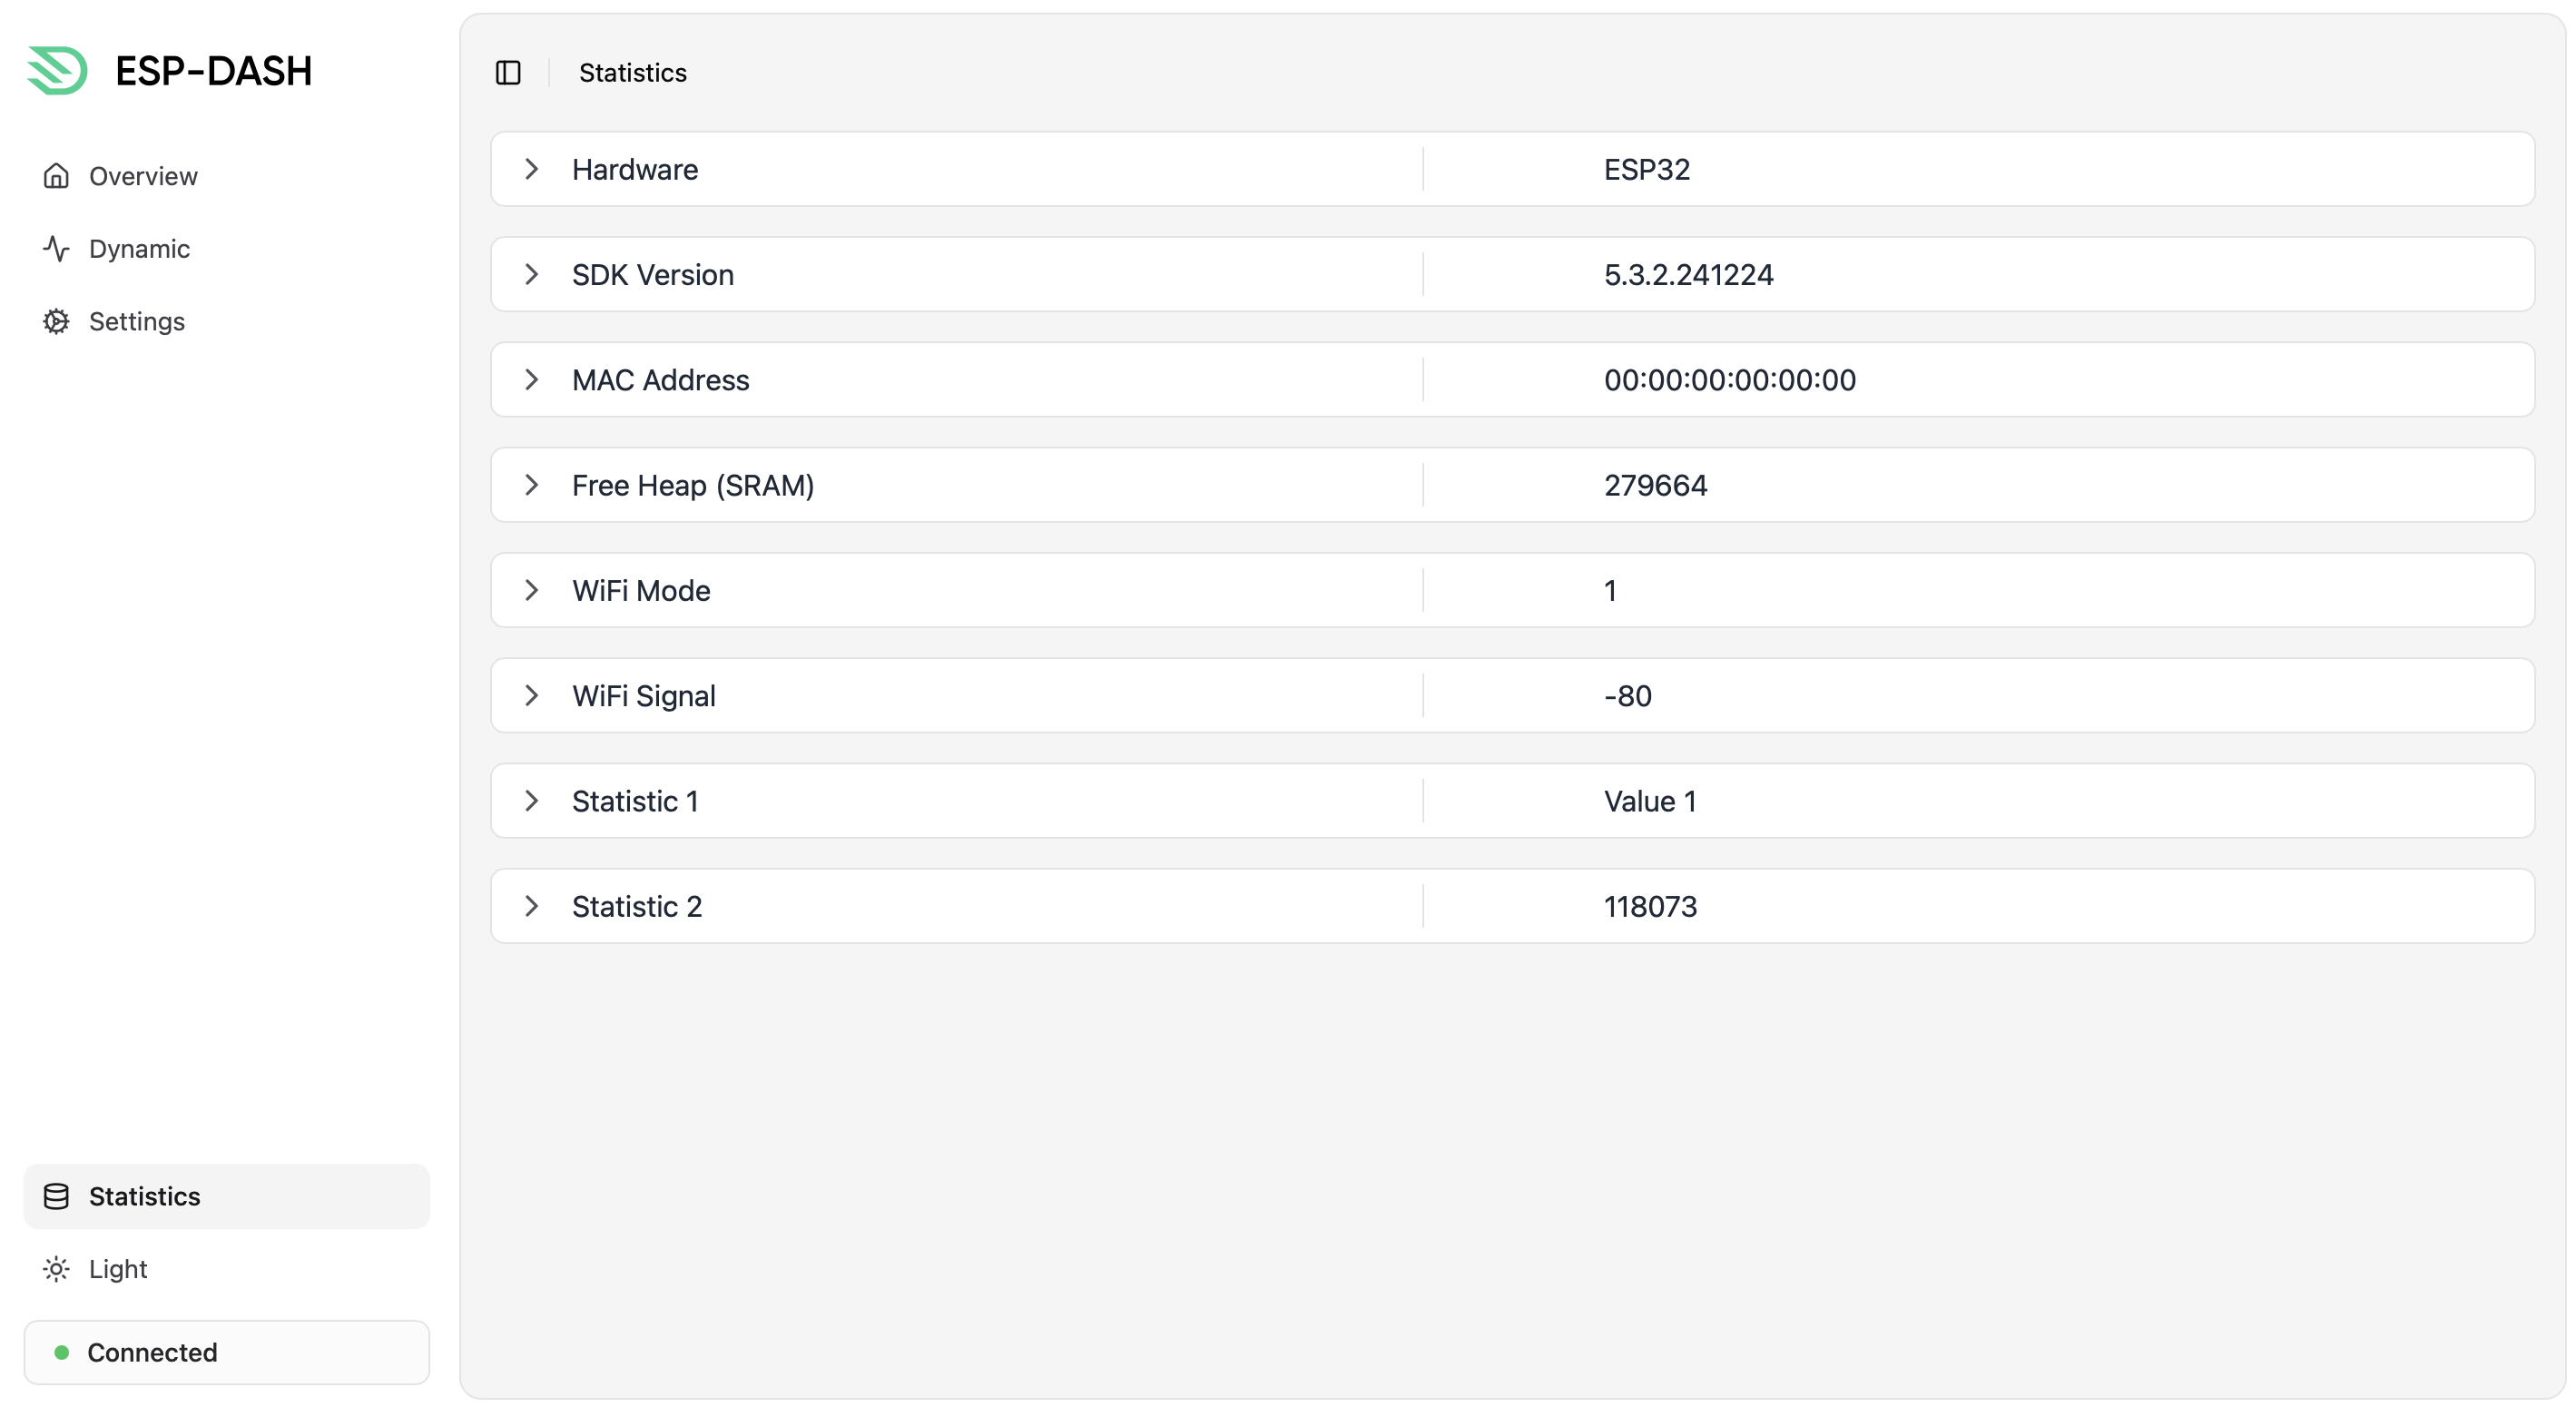 ESP-DASH
Overview
Dynamic
Settings
Statistics
Light
Connected
Statistics
Hardware ESP32
SDK Version 5.3.2.241224
MAC Address 00:00:00:00:00:00
Free Heap (SRAM) 279664
WiFi Mode 1
WiFi Signal -80
Statistic 1 Value 1
Statistic 2 118073